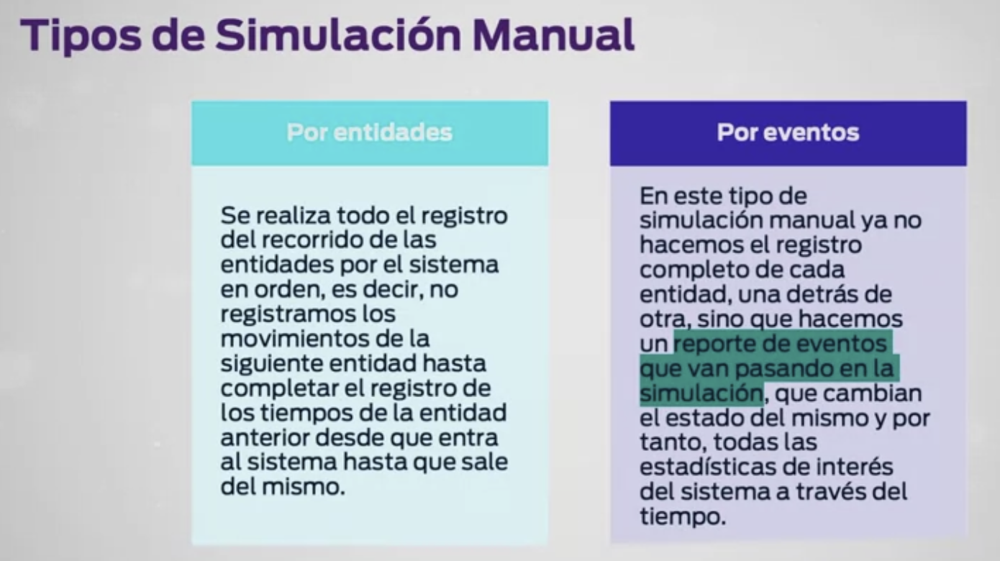 Tipos de Simulación Manual
Por entidades
Se realiza todo el registro
del recorrido de las
entidades por el sistema
en orden, es decir, no
registramos los
movimientos de la
siguiente entidad hasta
completar el registro de
los tiempos de la entidad
anterior desde que entra
al sistema hasta que sale
del mismo.
Por eventos
En este tipo de
simulación manual ya no
hacemos el registro
completo de cada
entidad, una detrás de
otra, sino que hacemos
un reporte de eventos
que van pasando en la
simulación, que cambian
el estado del mismo y por
tanto, todas las
estadísticas de interés
del sistema a través del
tiempo.